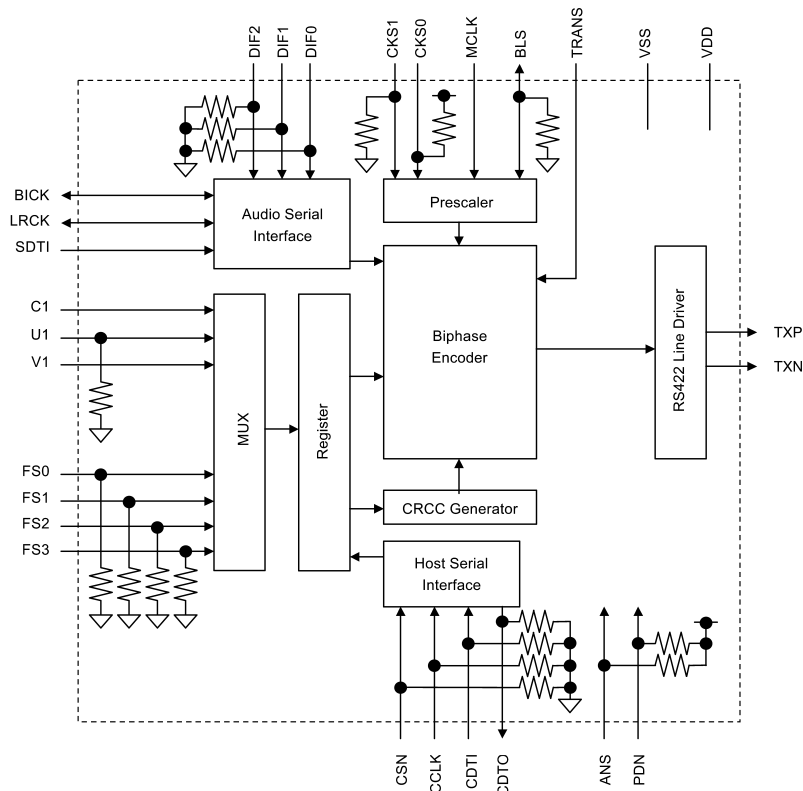 DIF2
DIF1
DIF0
CKS1
CKS0
MCLK
BLS
TRANS
VSS
VDD
BICK
LRCK
SDTI
Audio Serial
Interface
Prescaler
C1
U1
V1
Biphase
Encoder
RS422 Line Driver
TXP
TXN
MUX
Register
FS0
FS1
FS2
FS3
CRCC Generator
Host Serial
Interface
CSN
CCLK
CDTI
CDTO
ANS
PDN